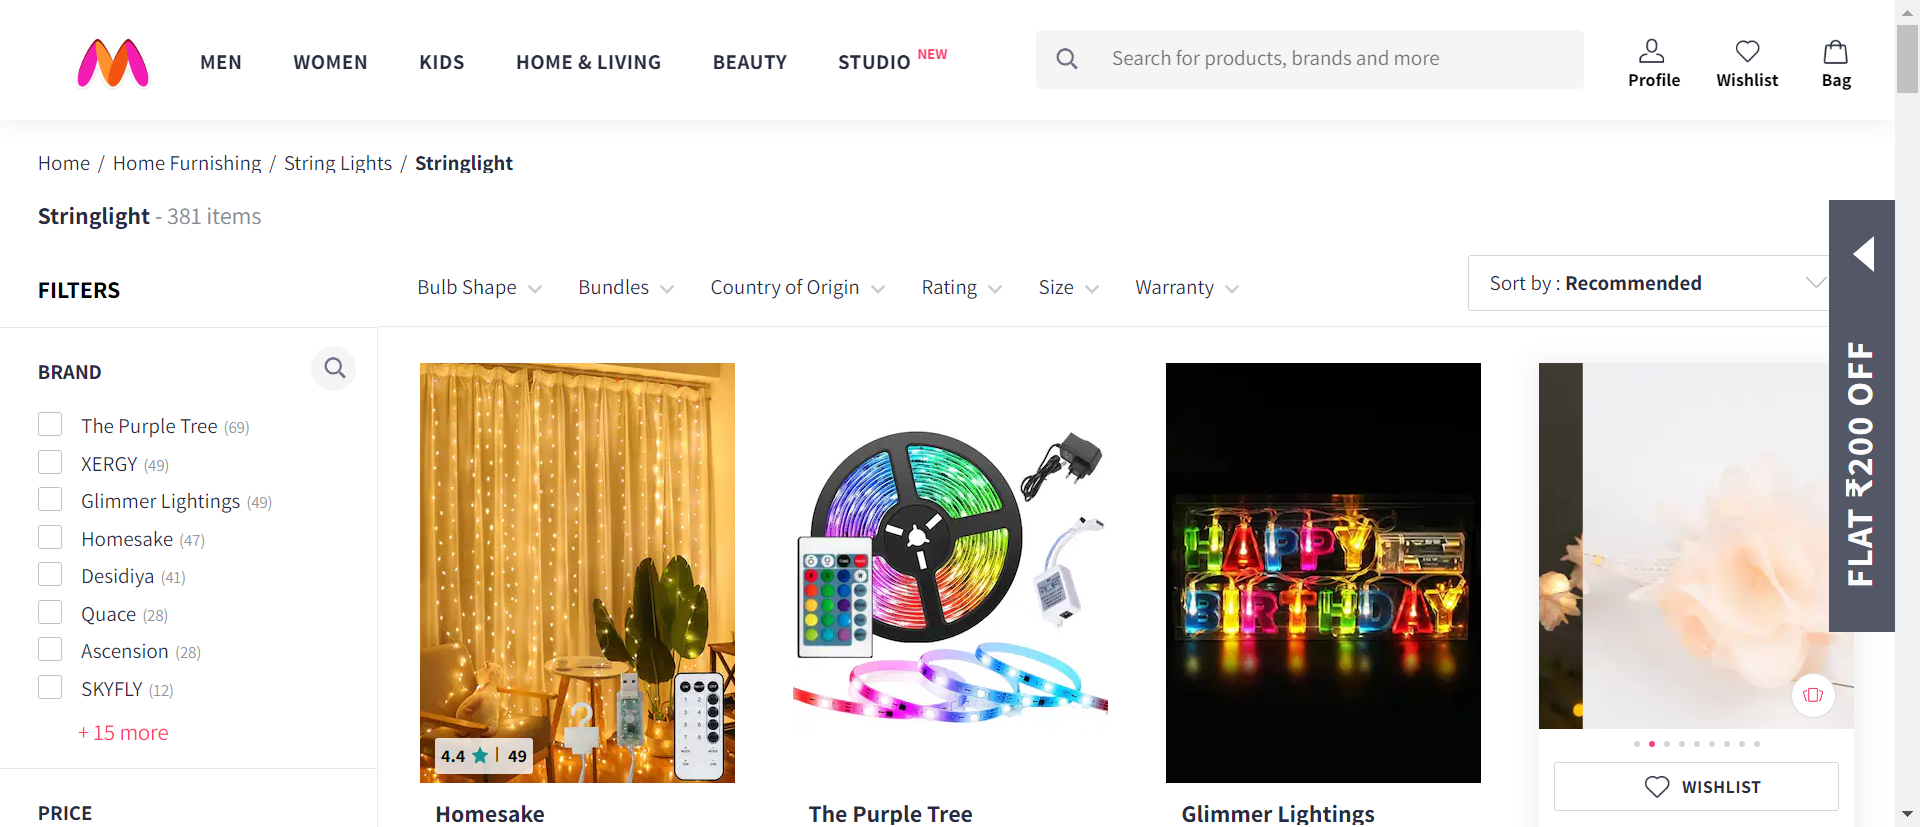 MEN WOMEN KIDS HOME & LIVING BEAUTY STUDIO NEW
Search for products, brands and more
Profile Wishlist Bag
Home / Home Furnishing / String Lights / Stringlight
Stringlight - 381 items
FILTERS
Bulb Shape Bundles Country of Origin Rating Size Warranty
Sort by : Recommended
FLAT ₹200 OFF
BRAND
The Purple Tree (69)
XERGY (49)
Glimmer Lightings (49)
Homesake (47)
Desidiya (41)
Quace (28)
Ascension (28)
SKYFLY (12)
+ 15 more
PRICE
4.4 | 49
Homesake
The Purple Tree
HAPPY
BIRTHDAY
Glimmer Lightings
WISHLIST